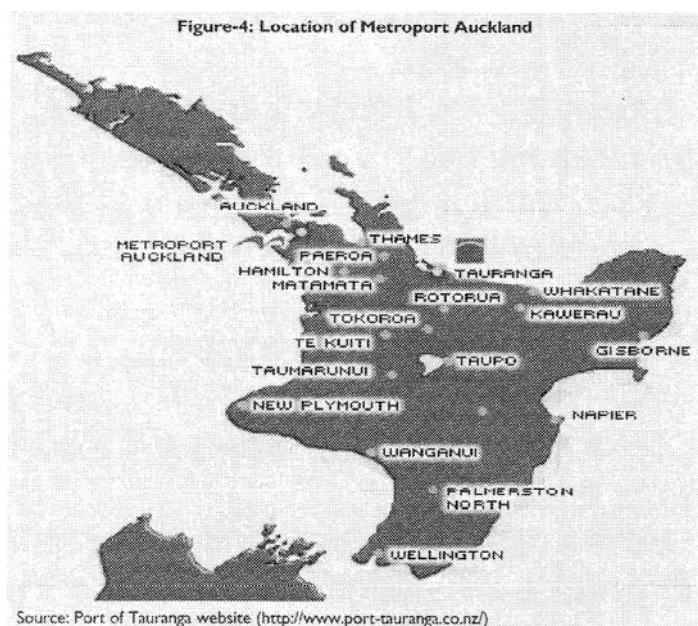 Figure-4: Location of Metroport Auckland
AUCKLAND
METROPORT
AUCKLAND
THAMES
PAEROA
HAMILTON
MATAMATA
TAURANGA
WHAKATANE
ROTORUA
KAWERAU
TOKOROA
TE KUITI
GISBORNE
TAUPO
TAUMARUNUI
NEW PLYMOUTH
NAPIER
WANGANUI
PALMERSTON
NORTH
WELLINGTON
Source: Port of Tauranga website (http://www.port-tauranga.co.nz/)